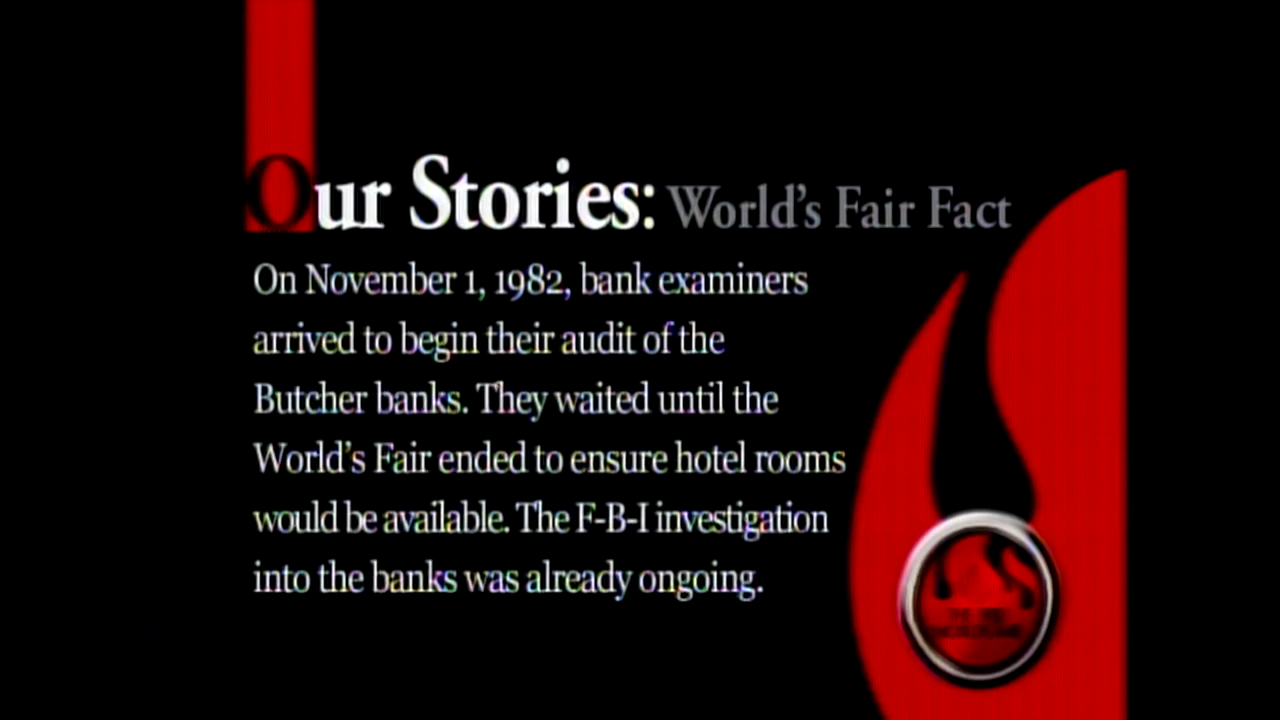 Our Stories: World's Fair Fact
On November 1, 1982, bank examiners
arrived to begin their audit of the
Butcher banks. They waited until the
World's Fair ended to ensure hotel rooms
would be available. The F-B-I investigation
into the banks was already ongoing.